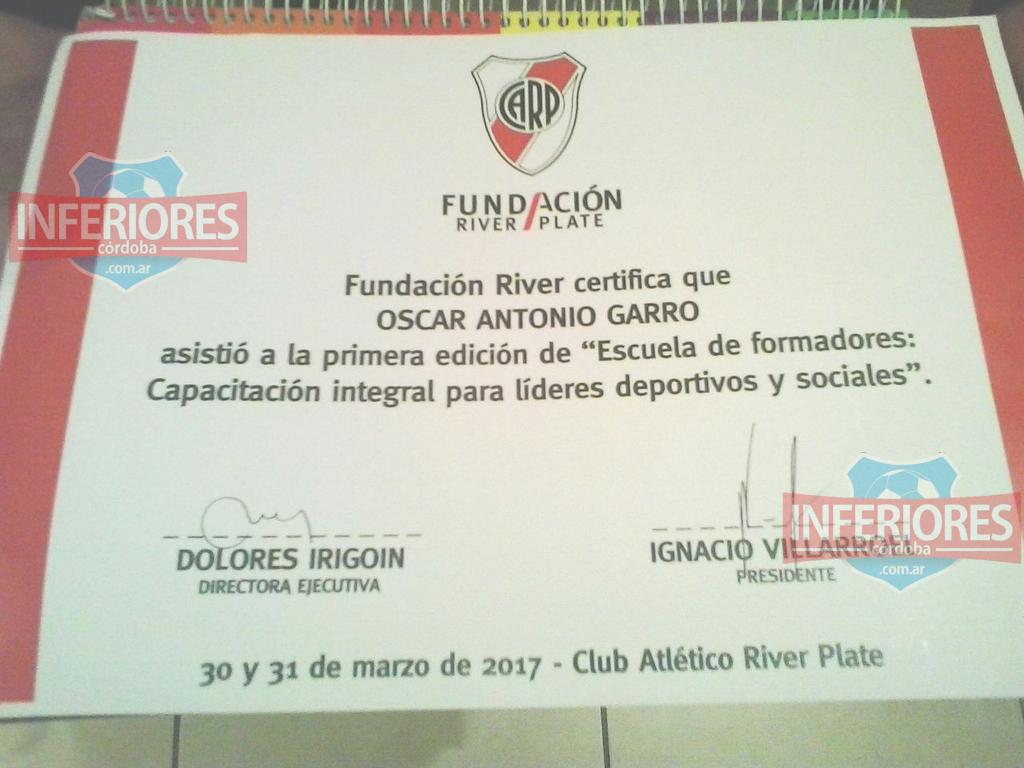 CARP
FUNDACIÓN
RIVER PLATE
INFERIORES
córdoba
.com.ar
Fundación River certifica que
OSCAR ANTONIO GARRO
asistió a la primera edición de “Escuela de formadores:
Capacitación integral para líderes deportivos y sociales”.
DOLORES IRIGOIN
DIRECTORA EJECUTIVA
IGNACIO VILLARROEL
PRESIDENTE
INFERIORES
córdoba
.com.ar
30 y 31 de marzo de 2017 - Club Atlético River Plate